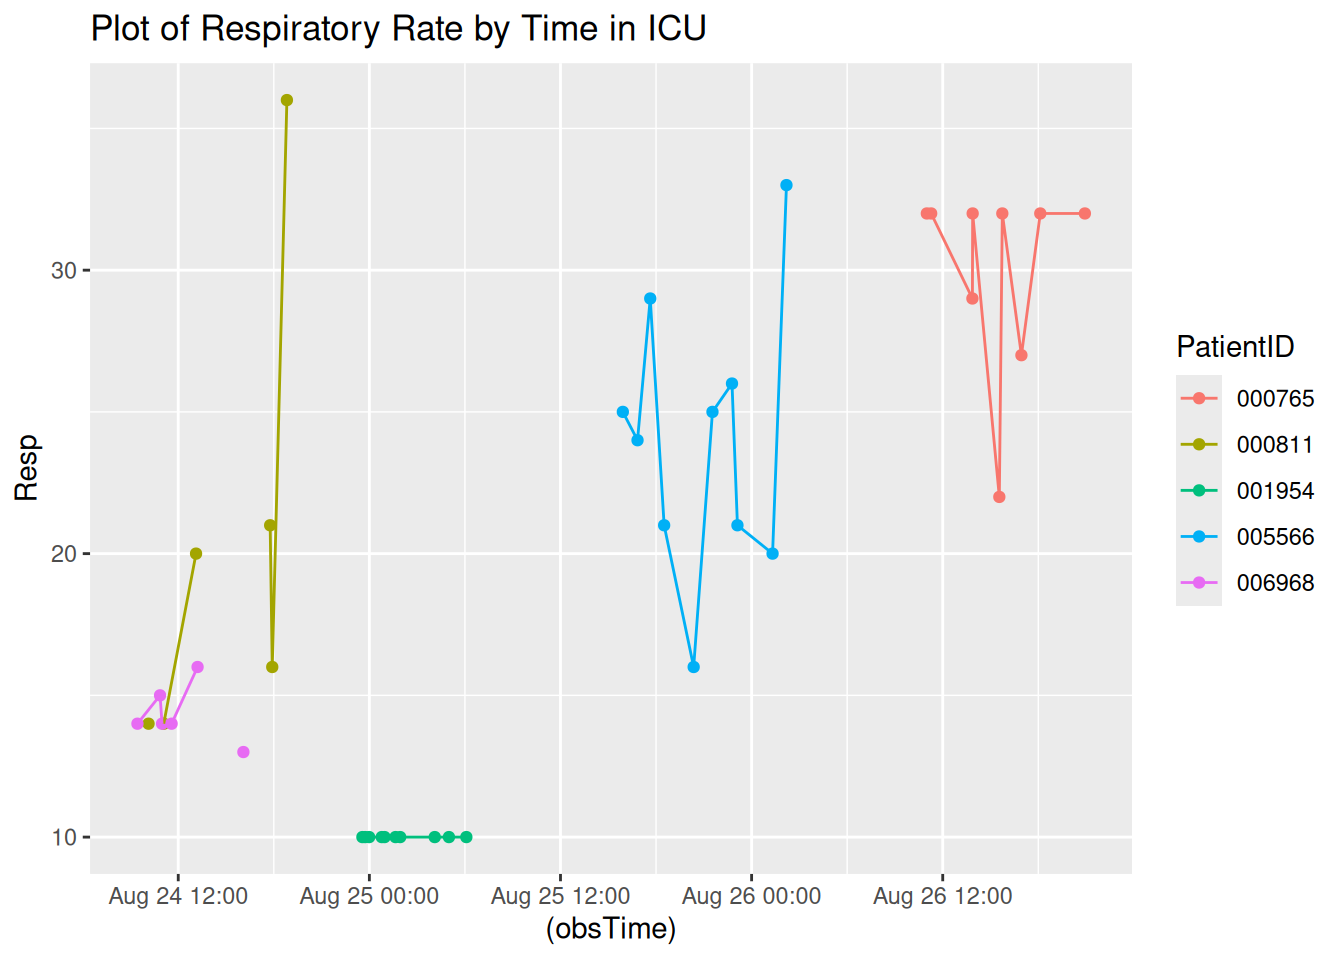 Plot of Respiratory Rate by Time in ICU
Resp
30
20
10
Aug 24 12:00 Aug 25 00:00 Aug 25 12:00 Aug 26 00:00 Aug 26 12:00
(obsTime)
PatientID
000765
000811
001954
005566
006968